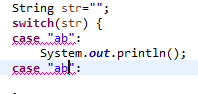 String str="";
switch(str) {
case "ab":
System.out.println();
case "ab":